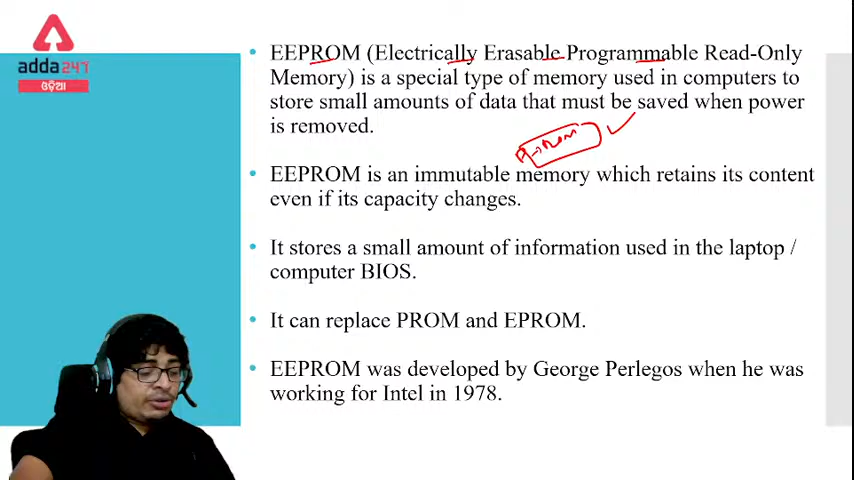 adda247
ଓଡ଼ିଆ
• EEPROM (Electrically Erasable Programmable Read-Only
Memory) is a special type of memory used in computers to
store small amounts of data that must be saved when power
is removed.
• EEPROM is an immutable memory which retains its content
even if its capacity changes.
• It stores a small amount of information used in the laptop /
computer BIOS.
• It can replace PROM and EPROM.
• EEPROM was developed by George Perlegos when he was
working for Intel in 1978.